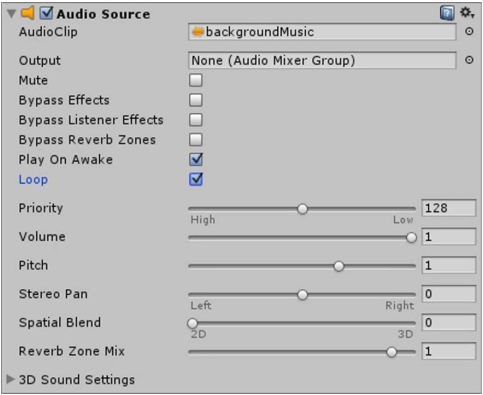 Audio Source
AudioClip backgroundMusic
Output None (Audio Mixer Group)
Mute
Bypass Effects
Bypass Listener Effects
Bypass Reverb Zones
Play On Awake
Loop
Priority 128
High Low
Volume 1
Pitch 1
Stereo Pan 0
Left Right
Spatial Blend 0
2D 3D
Reverb Zone Mix 1
3D Sound Settings